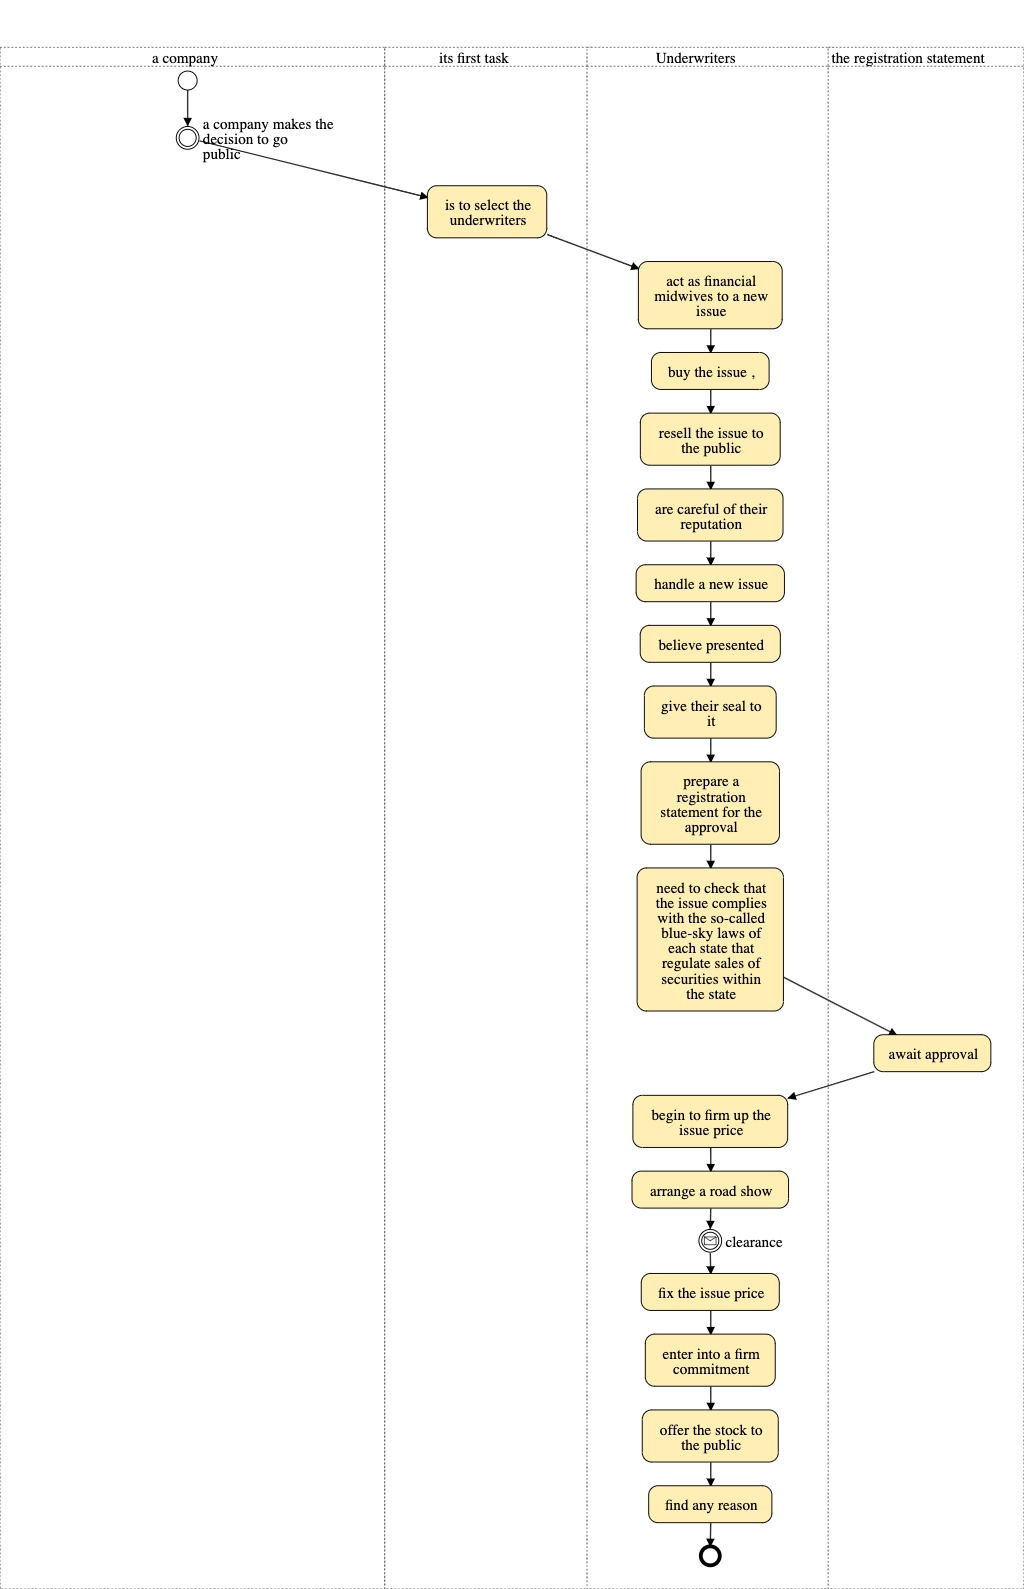 a company
its first task
Underwriters
the registration statement
a company makes the
decision to go
public
is to select the
underwriters
act as financial
midwives to a new
issue
buy the issue ,
resell the issue to
the public
are careful of their
reputation
handle a new issue
believe presented
give their seal to
it
prepare a
registration
statement for the
approval
need to check that
the issue complies
with the so-called
blue-sky laws of
each state that
regulate sales of
securities within
the state
await approval
begin to firm up the
issue price
arrange a road show
clearance
fix the issue price
enter into a firm
commitment
offer the stock to
the public
find any reason